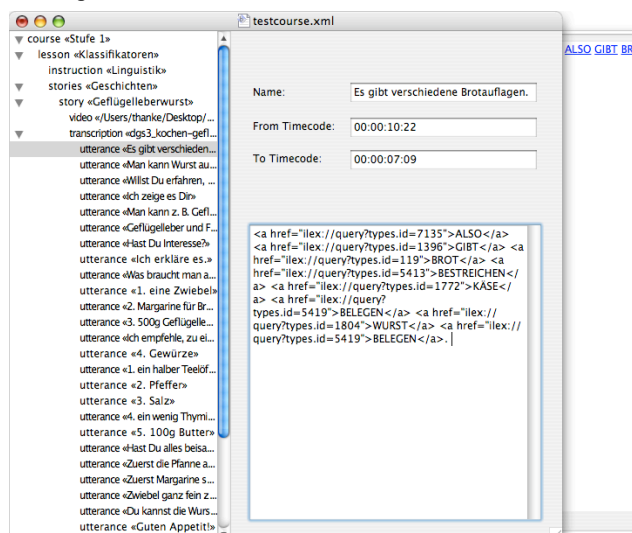 testcourse.xml
course «Stufe 1»
lesson «Klassifikatoren»
instruction «Linguistik»
stories «Geschichten»
story «Geflügelleberwurst»
video «/Users/thanke/Desktop/...
transcription «dgs3_kochen-gefl...
utterance «Es gibt verschieden...
utterance «Man kann Wurst au...
utterance «Willst Du erfahren, ...
utterance «Ich zeige es Dir»
utterance «Man kann z. B. Gefl...
utterance «Geflügelleber und F...
utterance «Hast Du Interesse?»
utterance «Ich erkläre es.»
utterance «Was braucht man a...
utterance «1. eine Zwiebel»
utterance «2. Margarine für Br...
utterance «3. 500g Geflügelle...
utterance «Ich empfehle, zu ei...
utterance «4. Gewürze»
utterance «1. ein halber Teelöf...
utterance «2. Pfeffer»
utterance «3. Salz»
utterance «4. ein wenig Thymi...
utterance «5. 100g Butter»
utterance «Hast Du alles beisa...
utterance «Zuerst die Pfanne a...
utterance «Zuerst Margarine s...
utterance «Zwiebel ganz fein z...
utterance «Du kannst die Wurs...
utterance «Guten Appetit!»
Name: Es gibt verschiedene Brotauflagen.
From Timecode: 00:00:10:22
To Timecode: 00:00:07:09
<a href="ilex://query?types.id=7135">ALSO</a>
<a href="ilex://query?types.id=1396">GIBT</a> <a
href="ilex://query?types.id=119">BROT</a> <a
href="ilex://query?types.id=5413">BESTREICHEN</
a> <a href="ilex://query?types.id=1772">KÄSE</
a> <a href="ilex://query?
types.id=5419">BELEGEN</a> <a href="ilex://
query?types.id=1804">WURST</a> <a href="ilex://
query?types.id=5419">BELEGEN</a>.
ALSO GIBT BR